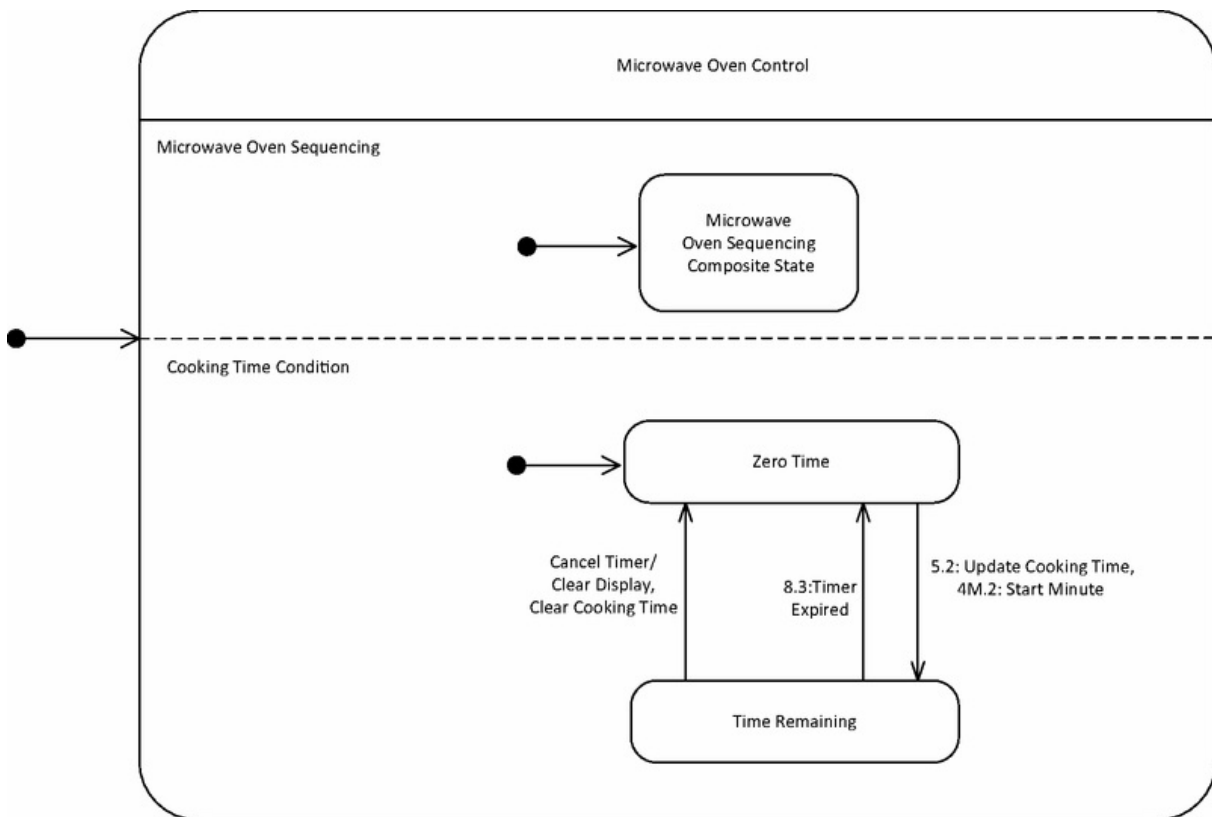 Microwave Oven Control
Microwave Oven Sequencing
Microwave
Oven Sequencing
Composite State
Cooking Time Condition
Zero Time
Cancel Timer/
Clear Display,
Clear Cooking Time
8.3:Timer
Expired
5.2: Update Cooking Time,
4M.2: Start Minute
Time Remaining